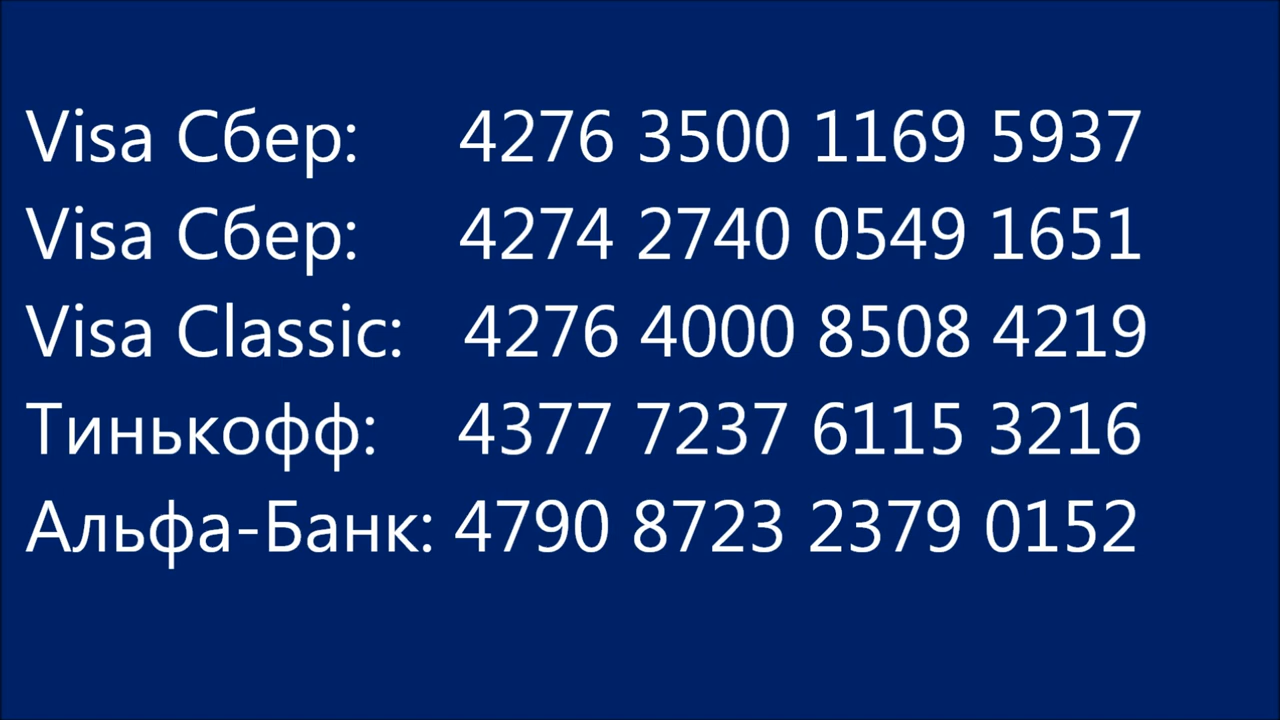 Visa Сбер: 4276 3500 1169 5937
Visa Сбер: 4274 2740 0549 1651
Visa Classic: 4276 4000 8508 4219
Тинькофф: 4377 7237 6115 3216
Альфа-Банк: 4790 8723 2379 0152